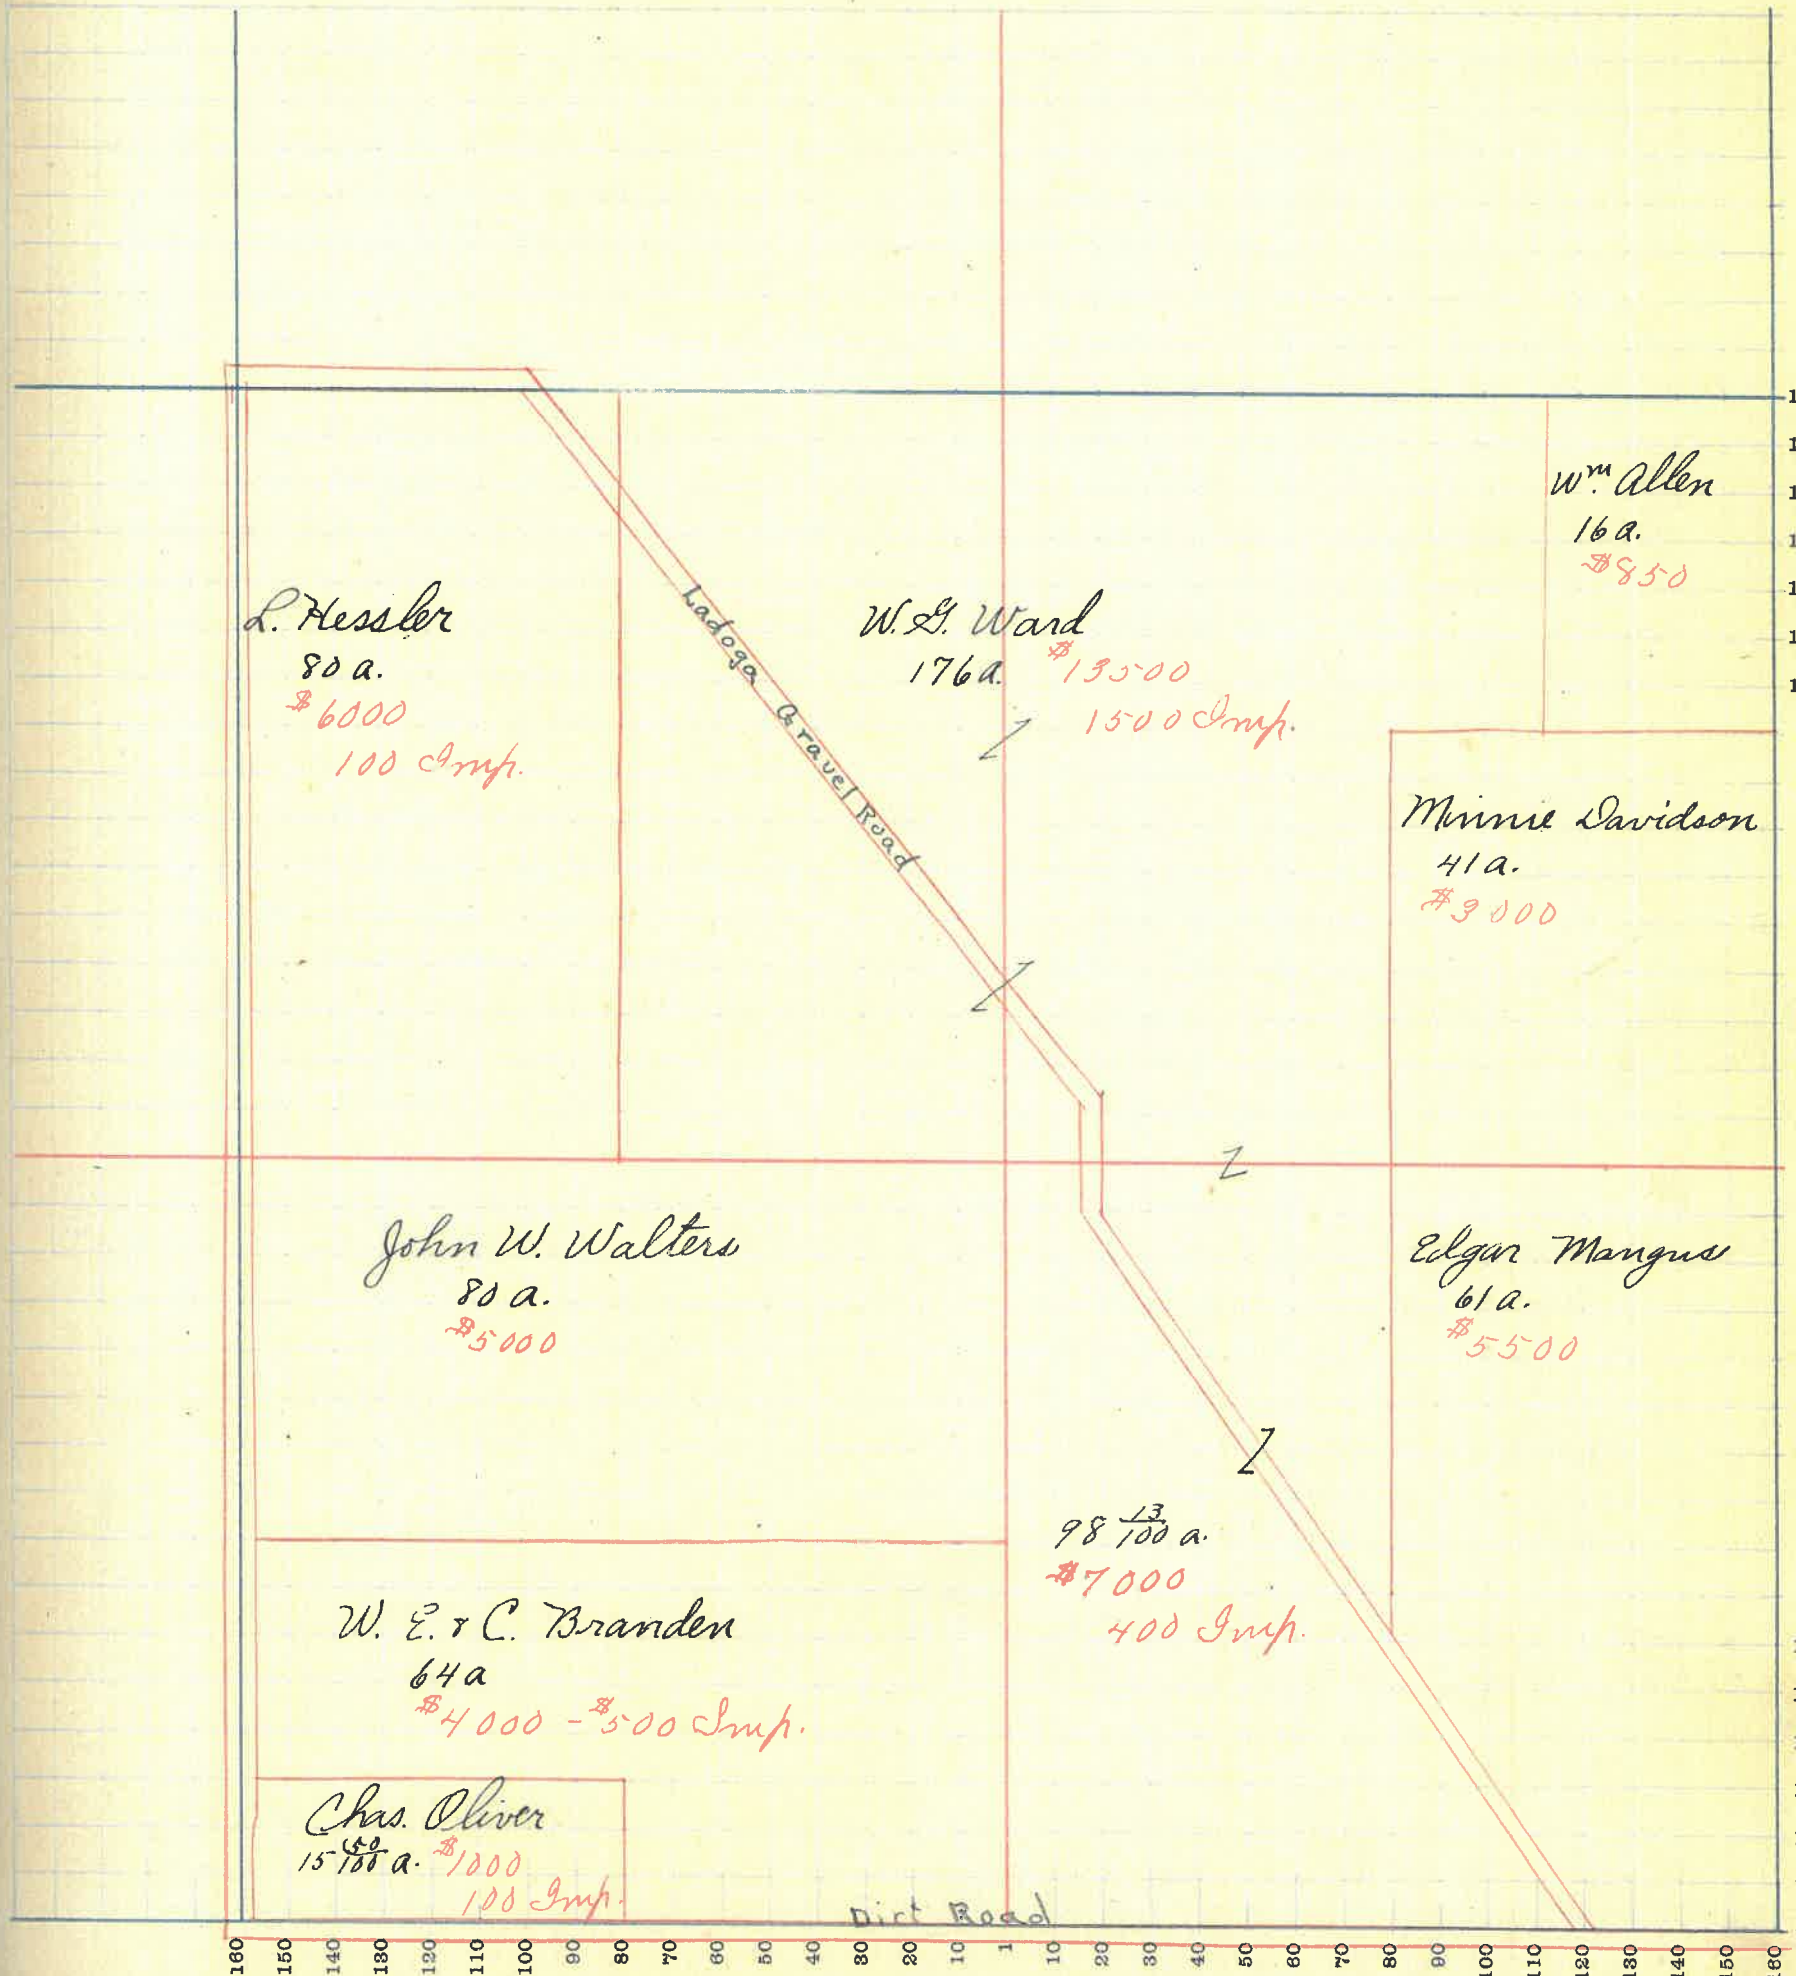 Wm. Allen
16 a.
$850
L. Hessler
80 a.
$6000
100 Imp.
Ladoga Gravel Road
W. G. Ward
176 a. $13500
1500 Imp.
Minnie Davidson
41 a.
$3000
John W. Walters
80 a.
$5000
Edgar Mangus
61 a.
$5500
98 13/100 a.
$7000
400 Imp.
W. E. & C. Branden
64 a
$4000 - $500 Imp.
Chas. Oliver
15 50/100 a. $1000
100 Imp.
Dirt Road
160 150 140 130 120 110 100 90 80 70 60 50 40 30 20 10 1 10 20 30 40 50 60 70 80 90 100 110 120 130 140 150 160